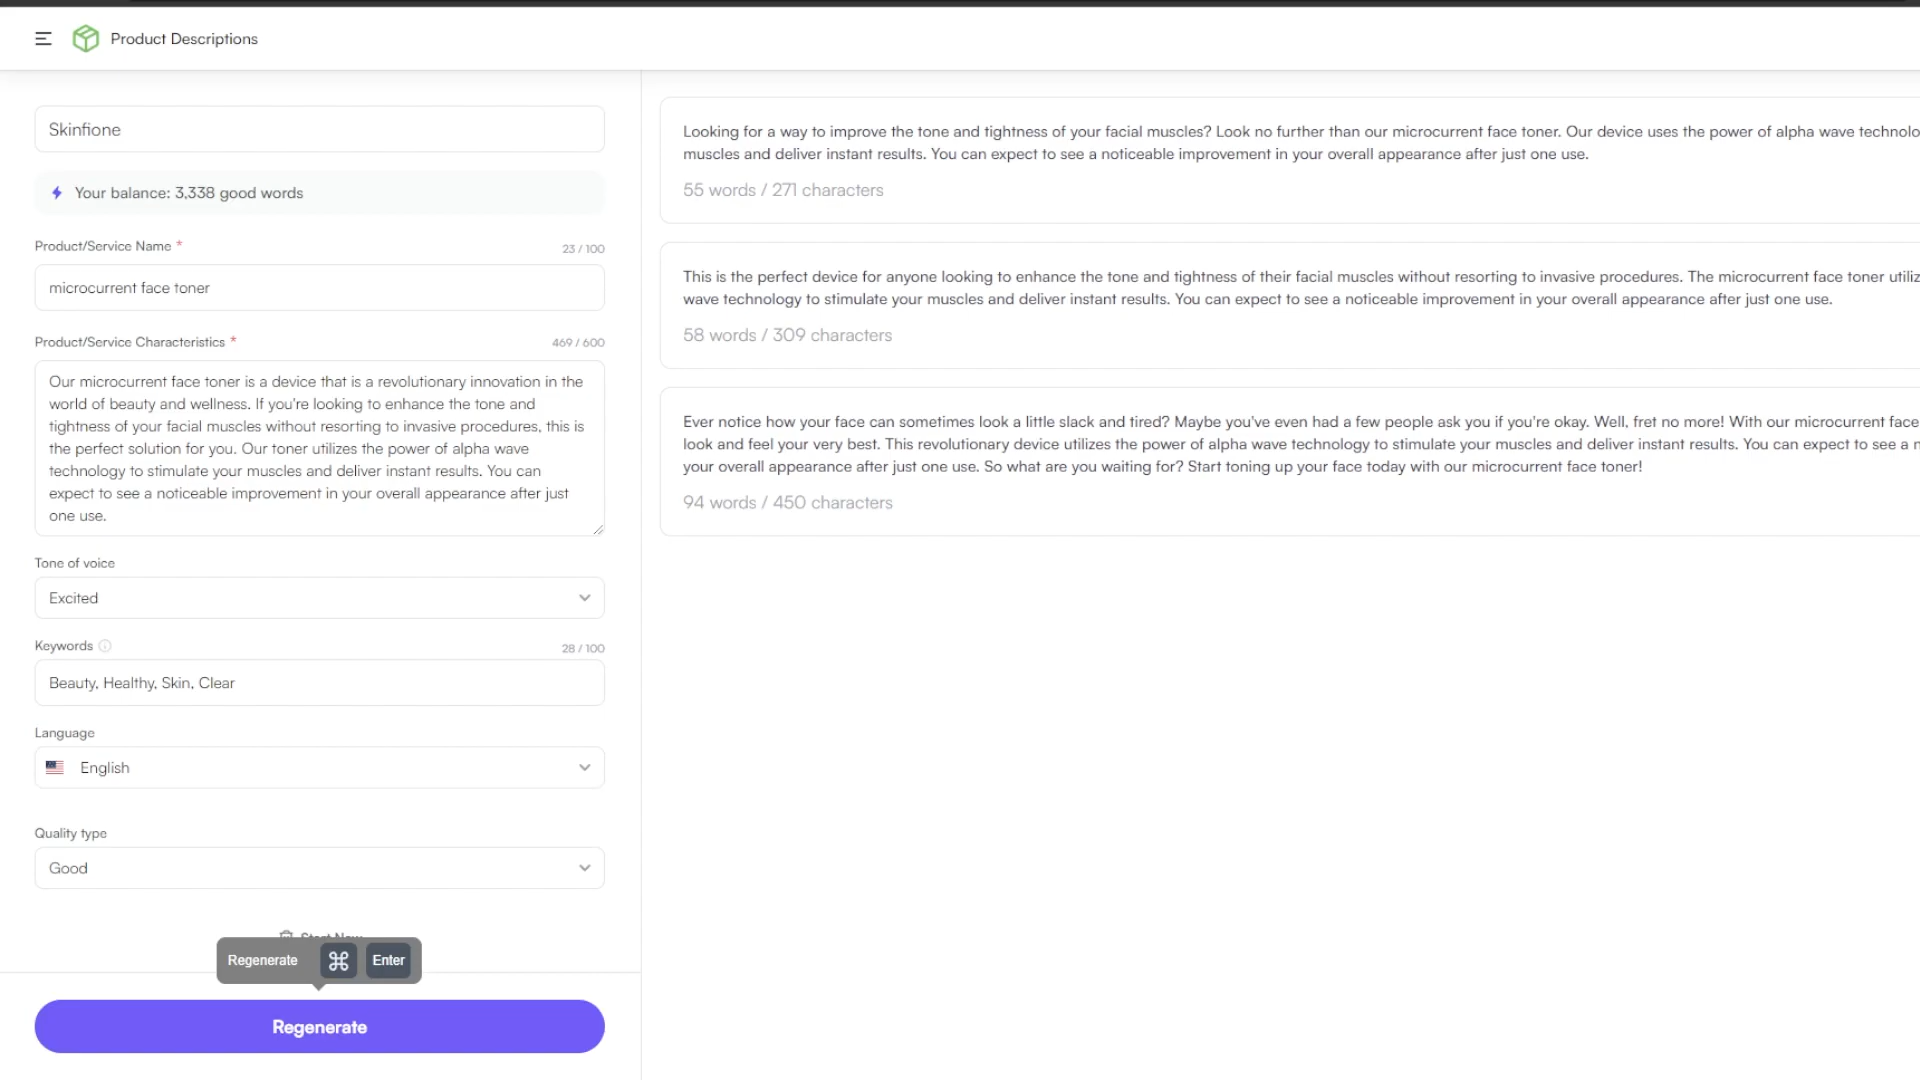 Product Descriptions
Skinfione
Your balance: 3,338 good words
Product/Service Name *
23 / 100
microcurrent face toner
Product/Service Characteristics *
469 / 600
Our microcurrent face toner is a device that is a revolutionary innovation in the
world of beauty and wellness. If you're looking to enhance the tone and
tightness of your facial muscles without resorting to invasive procedures, this is
the perfect solution for you. Our toner utilizes the power of alpha wave
technology to stimulate your muscles and deliver instant results. You can
expect to see a noticeable improvement in your overall appearance after just
one use.
Tone of voice
Excited
Keywords
28 / 100
Beauty, Healthy, Skin, Clear
Language
English
Quality type
Good
Start New
Regenerate ⌘ Enter
Regenerate
Looking for a way to improve the tone and tightness of your facial muscles? Look no further than our microcurrent face toner. Our device uses the power of alpha wave technolo
muscles and deliver instant results. You can expect to see a noticeable improvement in your overall appearance after just one use.
55 words / 271 characters
This is the perfect device for anyone looking to enhance the tone and tightness of their facial muscles without resorting to invasive procedures. The microcurrent face toner utiliz
wave technology to stimulate your muscles and deliver instant results. You can expect to see a noticeable improvement in your overall appearance after just one use.
58 words / 309 characters
Ever notice how your face can sometimes look a little slack and tired? Maybe you've even had a few people ask you if you're okay. Well, fret no more! With our microcurrent face
look and feel your very best. This revolutionary device utilizes the power of alpha wave technology to stimulate your muscles and deliver instant results. You can expect to see a n
your overall appearance after just one use. So what are you waiting for? Start toning up your face today with our microcurrent face toner!
94 words / 450 characters